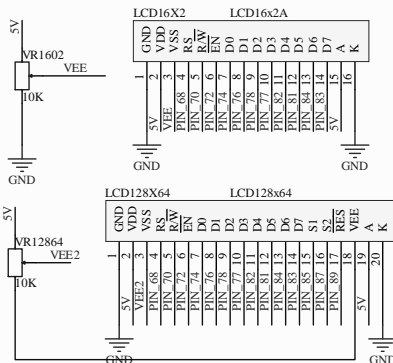 LCD16X2 LCD16x2A
5V
VR1602
VEE
10K
GND
GND VDD VSS RS R/W EN D0 D1 D2 D3 D4 D5 D6 D7 A K
1 2 3 4 5 6 7 8 9 10 11 12 13 14 15 16
5V VEE PIN_68 PIN_70 PIN_72 PIN_74 PIN_76 PIN_78 PIN_77 PIN_82 PIN_81 PIN_84 PIN_83 5V
GND GND
LCD128X64 LCD128x64
5V
VR12864
VEE2
10K
GND VDD VSS RS R/W EN D0 D1 D2 D3 D4 D5 D6 D7 S1 S2 RES VEE A K
1 2 3 4 5 6 7 8 9 10 11 12 13 14 15 16 17 18 19 20
5V VEE2 PIN_68 PIN_70 PIN_72 PIN_74 PIN_76 PIN_78 PIN_77 PIN_82 PIN_81 PIN_84 PIN_83 PIN_85 PIN_87 PIN_89 5V
GND GND